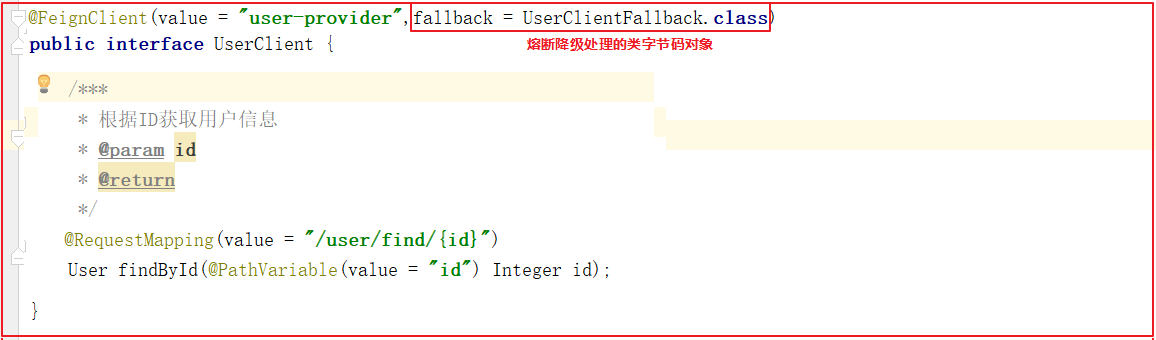 @FeignClient(value = "user-provider",fallback = UserClientFallback.class)
public interface UserClient {
熔断降级处理的类字节码对象
/***
* 根据ID获取用户信息
* @param id
* @return
*/
@RequestMapping(value = "/user/find/{id}")
User findById(@PathVariable(value = "id") Integer id);
}